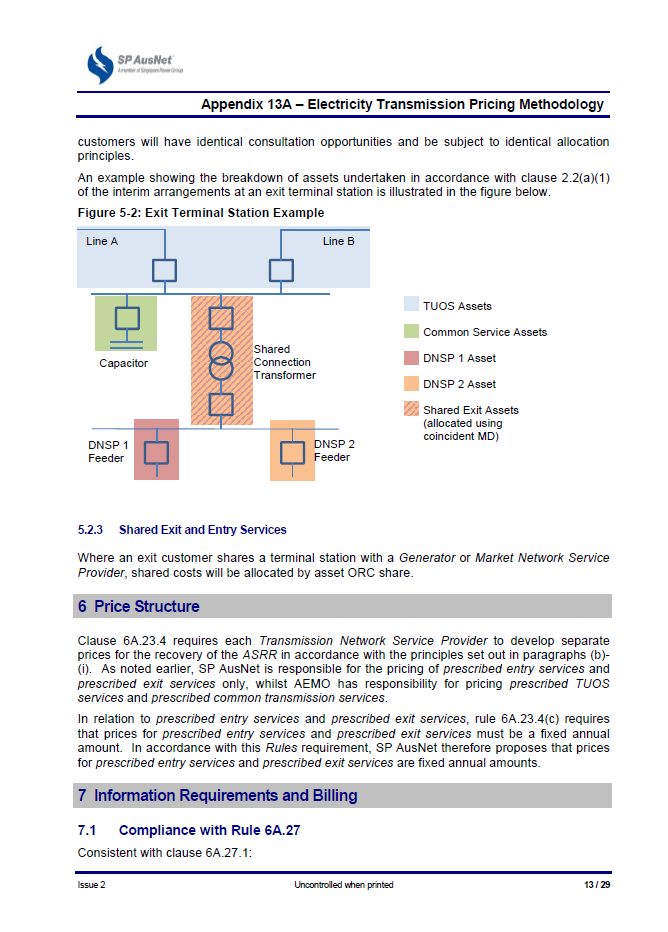 SP AusNet
A member of Singapore Power Group
Appendix 13A – Electricity Transmission Pricing Methodology
customers will have identical consultation opportunities and be subject to identical allocation
principles.
An example showing the breakdown of assets undertaken in accordance with clause 2.2(a)(1)
of the interim arrangements at an exit terminal station is illustrated in the figure below.
Figure 5-2: Exit Terminal Station Example
Line A
Line B
Capacitor
Shared
Connection
Transformer
DNSP 1
Feeder
DNSP 2
Feeder
TUOS Assets
Common Service Assets
DNSP 1 Asset
DNSP 2 Asset
Shared Exit Assets
(allocated using
coincident MD)
5.2.3 Shared Exit and Entry Services
Where an exit customer shares a terminal station with a Generator or Market Network Service
Provider, shared costs will be allocated by asset ORC share.
6 Price Structure
Clause 6A.23.4 requires each Transmission Network Service Provider to develop separate
prices for the recovery of the ASRR in accordance with the principles set out in paragraphs (b)-
(i). As noted earlier, SP AusNet is responsible for the pricing of prescribed entry services and
prescribed exit services only, whilst AEMO has responsibility for pricing prescribed TUOS
services and prescribed common transmission services.
In relation to prescribed entry services and prescribed exit services, rule 6A.23.4(c) requires
that prices for prescribed entry services and prescribed exit services must be a fixed annual
amount. In accordance with this Rules requirement, SP AusNet therefore proposes that prices
for prescribed entry services and prescribed exit services are fixed annual amounts.
7 Information Requirements and Billing
7.1 Compliance with Rule 6A.27
Consistent with clause 6A.27.1:
Issue 2
Uncontrolled when printed
13 / 29